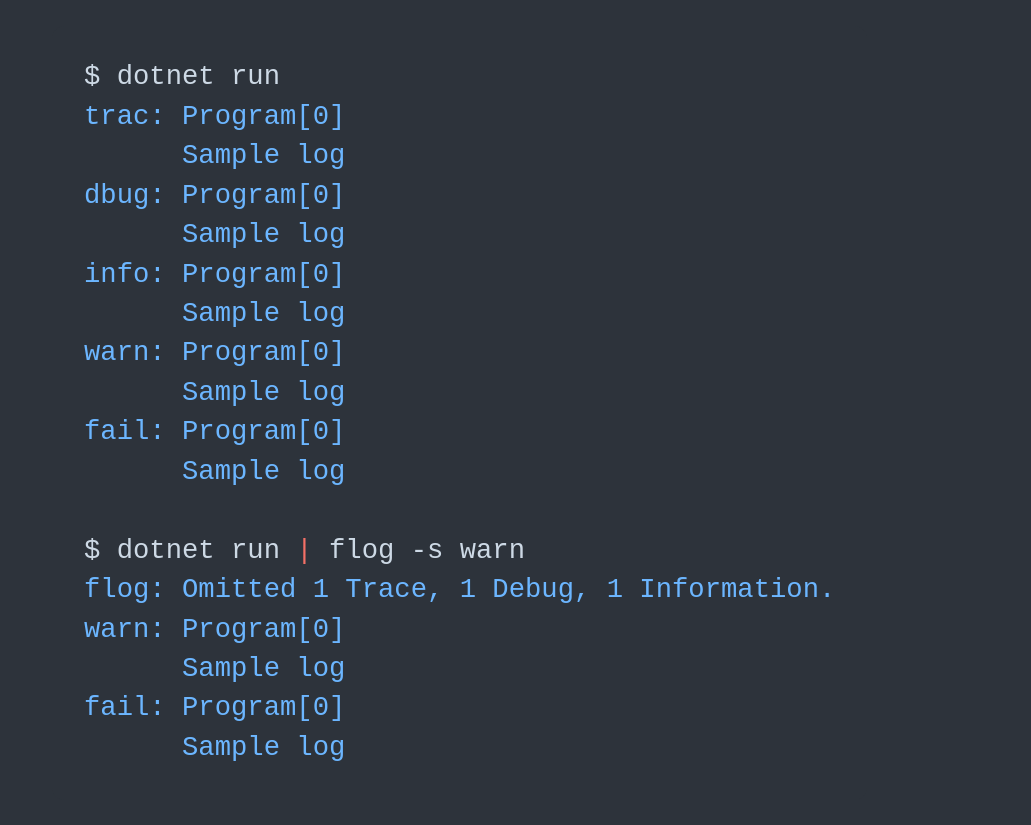 $ dotnet run
trac: Program[0]
      Sample log
dbug: Program[0]
      Sample log
info: Program[0]
      Sample log
warn: Program[0]
      Sample log
fail: Program[0]
      Sample log

$ dotnet run | flog -s warn
flog: Omitted 1 Trace, 1 Debug, 1 Information.
warn: Program[0]
      Sample log
fail: Program[0]
      Sample log